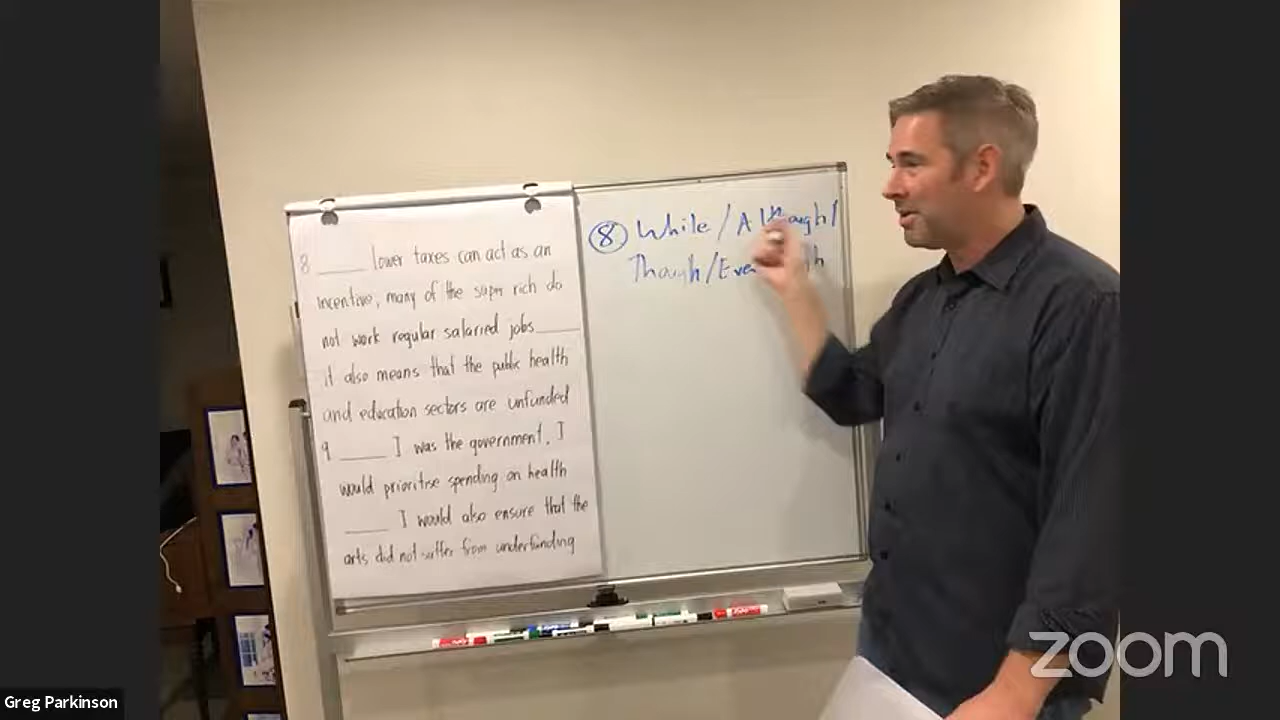 8 _____ lower taxes can act as an
incentive, many of the super rich do
not work regular salaried jobs_____
it also means that the public health
and education sectors are unfunded
9 _____ I was the government, I
would prioritise spending on health
_____ I would also ensure that the
arts did not suffer from underfunding
8 While / Although /
Though / Even
Greg Parkinson
zoom